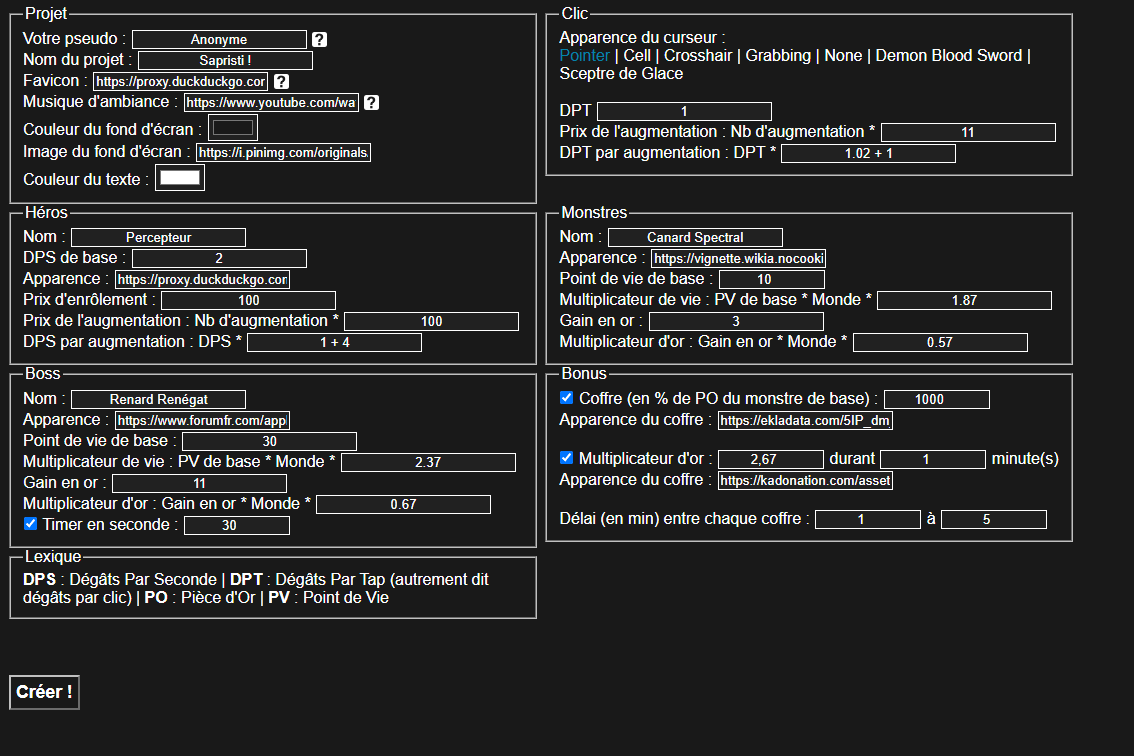 Projet
Votre pseudo : Anonyme ?
Nom du projet : Sapristi !
Favicon : https://proxy.duckduckgo.cor ?
Musique d'ambiance : https://www.youtube.com/wa ?
Couleur du fond d'écran :
Image du fond d'écran : https://i.pinimg.com/originals.
Couleur du texte :
Clic
Apparence du curseur :
Pointer | Cell | Crosshair | Grabbing | None | Demon Blood Sword |
Sceptre de Glace
DPT 1
Prix de l'augmentation : Nb d'augmentation * 11
DPT par augmentation : DPT * 1.02 + 1
Héros
Nom : Percepteur
DPS de base : 2
Apparence : https://proxy.duckduckgo.cor
Prix d'enrôlement : 100
Prix de l'augmentation : Nb d'augmentation * 100
DPS par augmentation : DPS * 1 + 4
Monstres
Nom : Canard Spectral
Apparence : https://vignette.wikia.nocooki
Point de vie de base : 10
Multiplicateur de vie : PV de base * Monde * 1.87
Gain en or : 3
Multiplicateur d'or : Gain en or * Monde * 0.57
Boss
Nom : Renard Renégat
Apparence : https://www.forumfr.com/app
Point de vie de base : 30
Multiplicateur de vie : PV de base * Monde * 2.37
Gain en or : 11
Multiplicateur d'or : Gain en or * Monde * 0.67
Timer en seconde : 30
Bonus
Coffre (en % de PO du monstre de base) : 1000
Apparence du coffre : https://ekladata.com/5IP_dm
Multiplicateur d'or : 2,67 durant 1 minute(s)
Apparence du coffre : https://kadonation.com/asset
Délai (en min) entre chaque coffre : 1 à 5
Lexique
DPS : Dégâts Par Seconde | DPT : Dégâts Par Tap (autrement dit
dégâts par clic) | PO : Pièce d'Or | PV : Point de Vie
Créer !